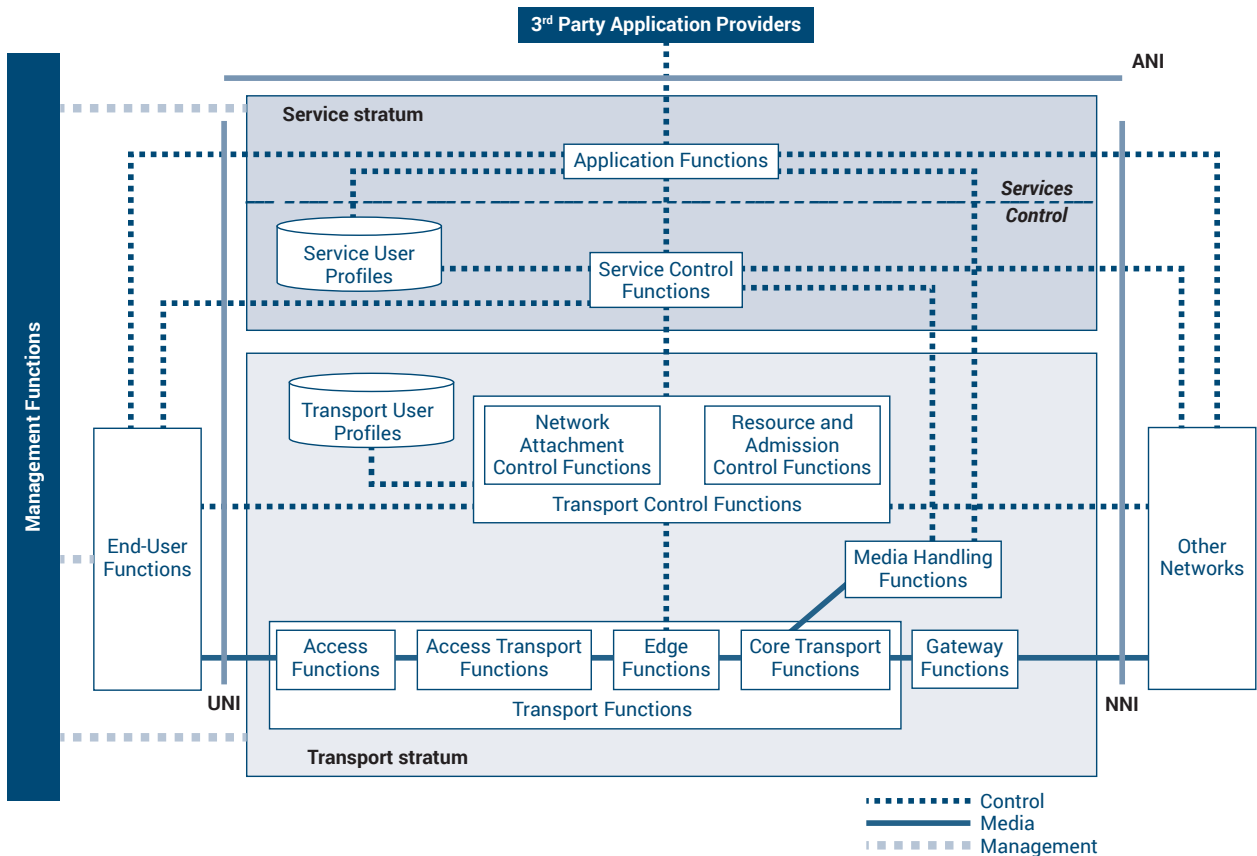 3rd Party Application Providers
ANI
Service stratum
Application Functions
Services
Control
Service User
Profiles
Service Control
Functions
Management Functions
Transport User
Profiles
Network
Attachment
Control Functions
Resource and
Admission
Control Functions
Transport Control Functions
End-User
Functions
Media Handling
Functions
Other
Networks
Access
Functions
Access Transport
Functions
Edge
Functions
Core Transport
Functions
Gateway
Functions
UNI
Transport Functions
NNI
Transport stratum
Control
Media
Management